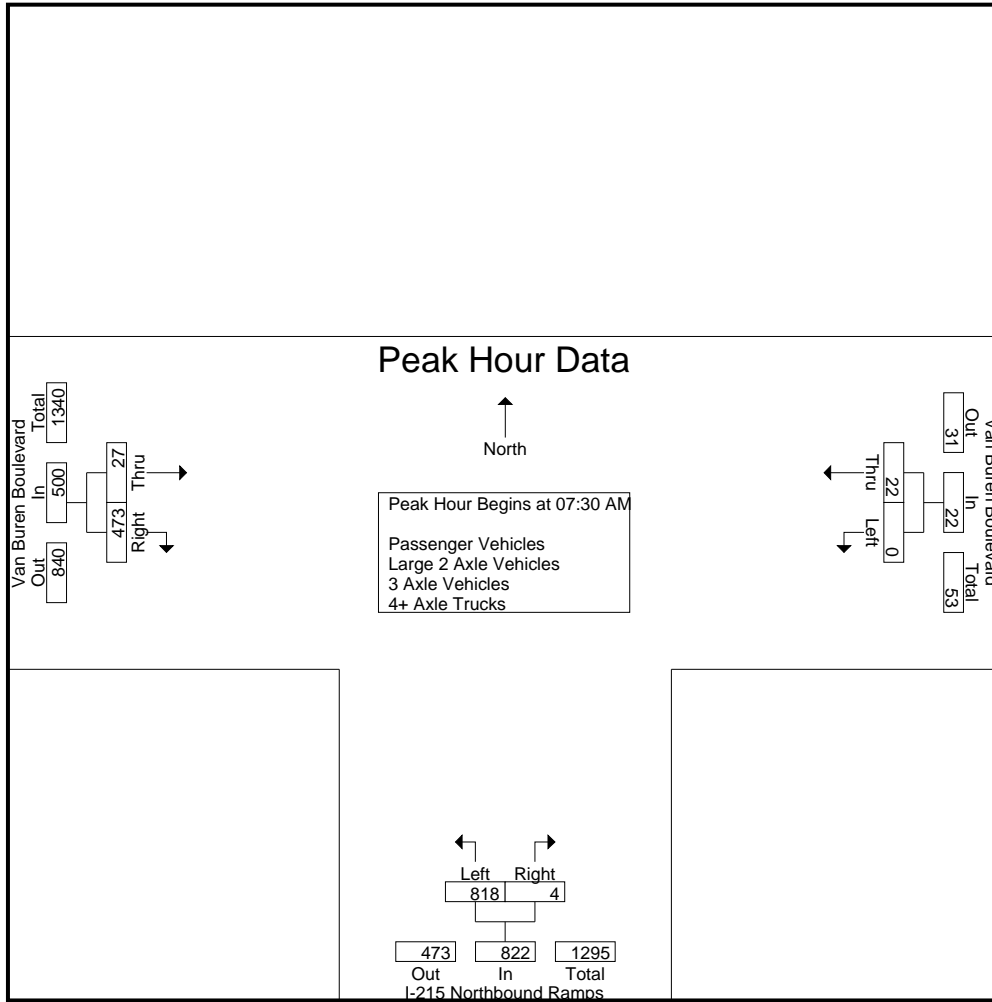 Peak Hour Data
North
Peak Hour Begins at 07:30 AM
Passenger Vehicles
Large 2 Axle Vehicles
3 Axle Vehicles
4+ Axle Trucks
Van Buren Boulevard
Total In Out
1340 500 840
27 473
Thru Right
Van Buren Boulevard
Out In Total
31 22 53
22 0
Thru Left
Left Right
818 4
473 822 1295
Out In Total
I-215 Northbound Ramps